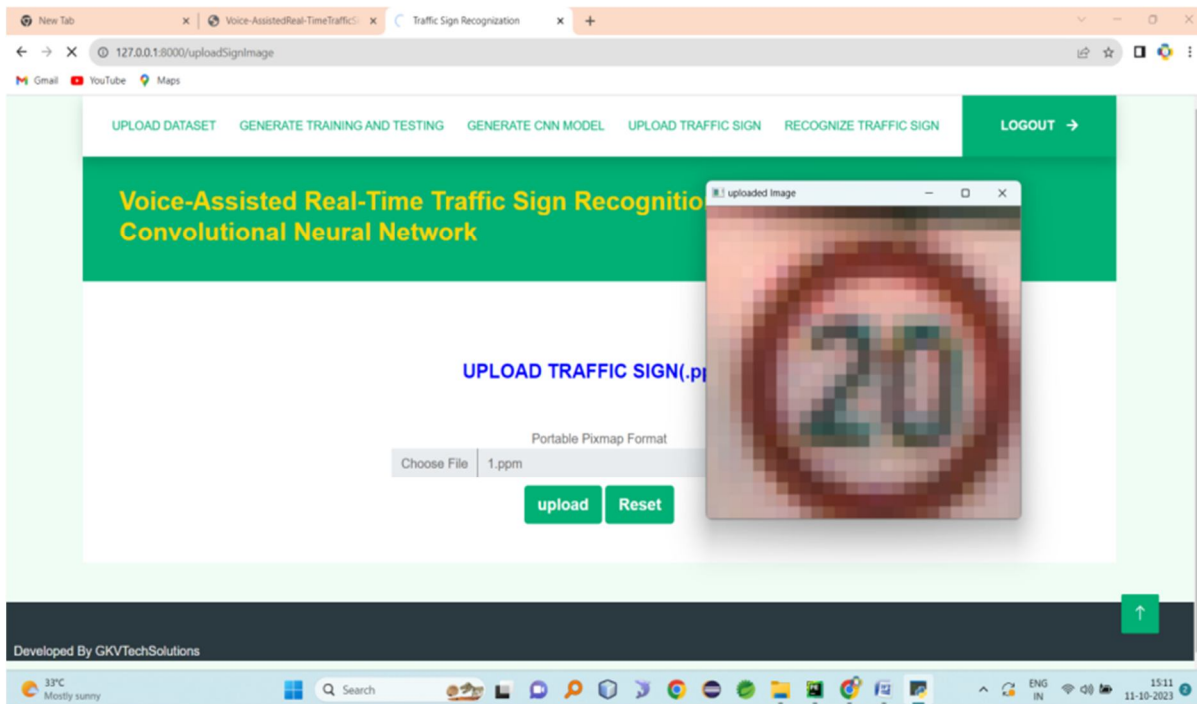 New Tab
Voice-AssistedReal-TimeTrafficS
Traffic Sign Recognization
127.0.0.1:8000/uploadSignImage
Gmail YouTube Maps
UPLOAD DATASET GENERATE TRAINING AND TESTING GENERATE CNN MODEL UPLOAD TRAFFIC SIGN RECOGNIZE TRAFFIC SIGN LOGOUT →
Voice-Assisted Real-Time Traffic Sign Recognitio
Convolutional Neural Network
uploaded Image
20
UPLOAD TRAFFIC SIGN(.pp
Portable Pixmap Format
Choose File 1.ppm
upload Reset
Developed By GKVTechSolutions
33°C
Mostly sunny
Search
ENG
IN
15:11
11-10-2023
2